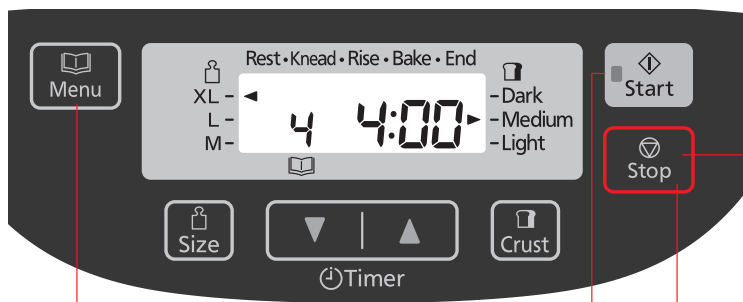 Menu
Rest • Knead • Rise • Bake • End
XL –
L –
M –
4
4:00
– Dark
– Medium
– Light
Start
Stop
Size
Crust
Timer